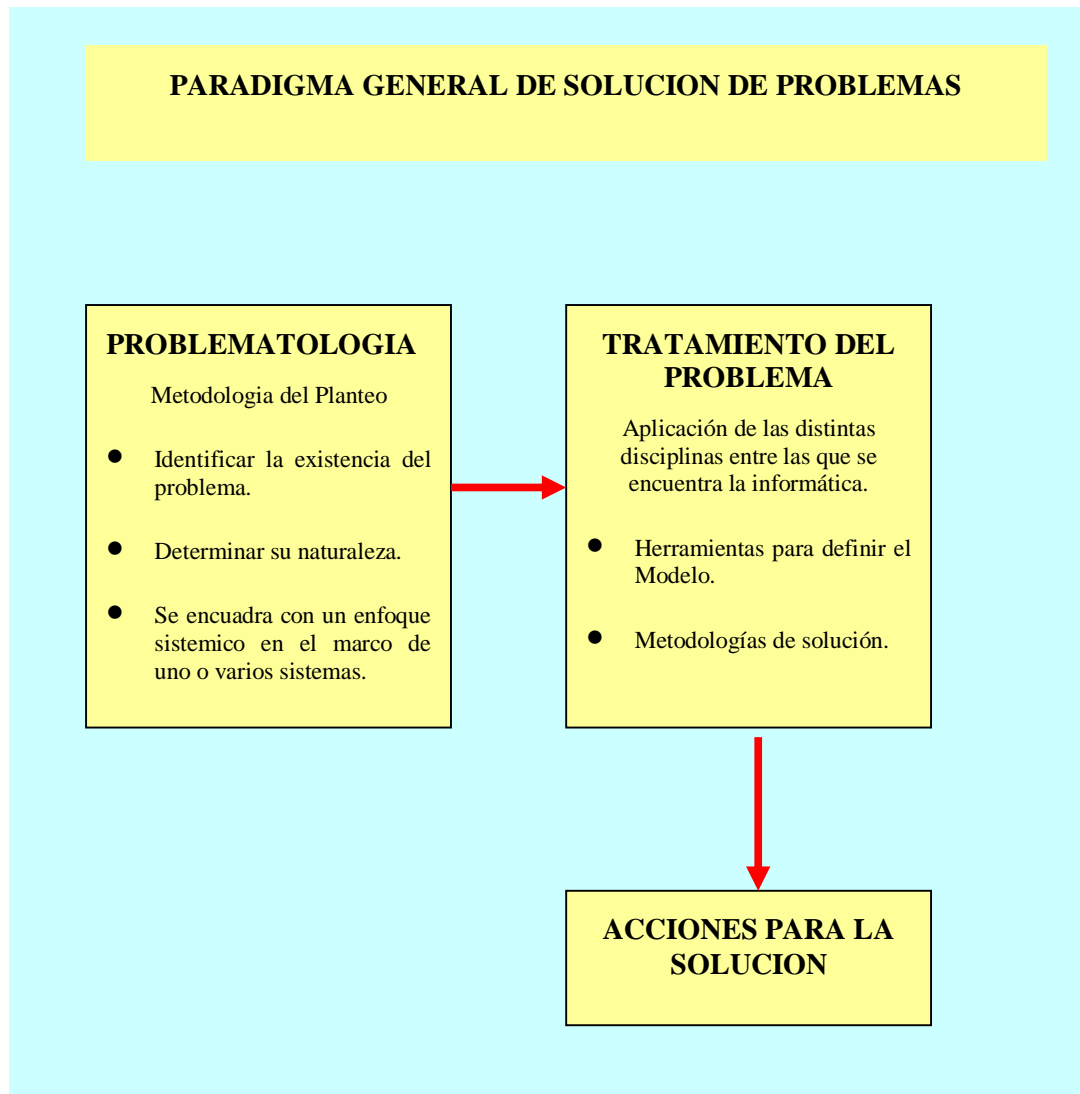 PARADIGMA GENERAL DE SOLUCION DE PROBLEMAS
PROBLEMATOLOGIA
Metodologia del Planteo
● Identificar la existencia del
problema.
● Determinar su naturaleza.
● Se encuadra con un enfoque
sistemico en el marco de
uno o varios sistemas.
TRATAMIENTO DEL
PROBLEMA
Aplicación de las distintas
disciplinas entre las que se
encuentra la informática.
● Herramientas para definir el
Modelo.
● Metodologías de solución.
ACCIONES PARA LA
SOLUCION